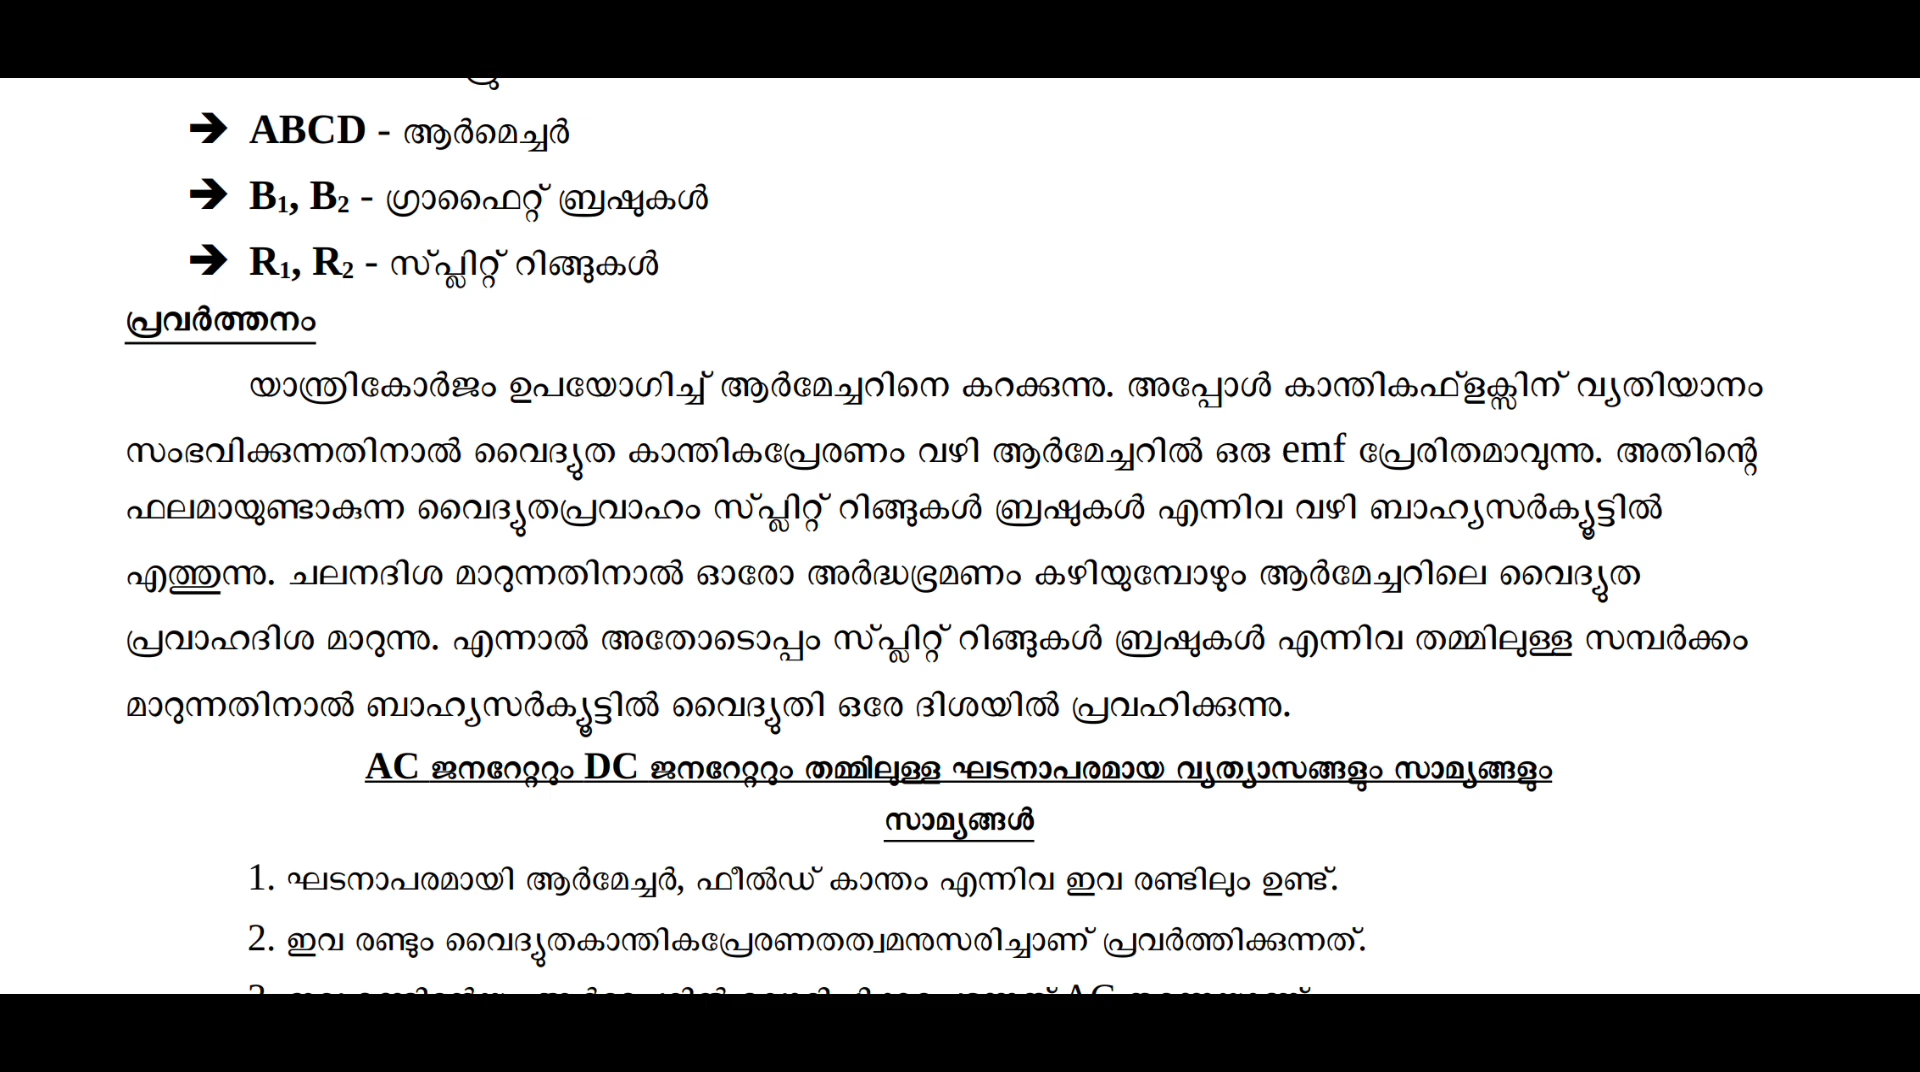 ➔ ABCD - ആർമെച്ചർ
➔ B₁, B₂ - ഗ്രാഫൈറ്റ് ബ്രഷുകൾ
➔ R₁, R₂ - സ്പ്ലിറ്റ് റിങ്ങുകൾ
പ്രവർത്തനം
യാന്ത്രികോർജം ഉപയോഗിച്ച് ആർമേച്ചറിനെ കറക്കുന്നു. അപ്പോൾ കാന്തികഫ്ളക്സിന് വ്യതിയാനം
സംഭവിക്കുന്നതിനാൽ വൈദ്യുത കാന്തികപ്രേരണം വഴി ആർമേച്ചറിൽ ഒരു emf പ്രേരിതമാവുന്നു. അതിന്റെ
ഫലമായുണ്ടാകുന്ന വൈദ്യുതപ്രവാഹം സ്പ്ലിറ്റ് റിങ്ങുകൾ ബ്രഷുകൾ എന്നിവ വഴി ബാഹ്യസർക്യൂട്ടിൽ
എത്തുന്നു. ചലനദിശ മാറുന്നതിനാൽ ഓരോ അർദ്ധഭ്രമണം കഴിയുമ്പോഴും ആർമേച്ചറിലെ വൈദ്യുത
പ്രവാഹദിശ മാറുന്നു. എന്നാൽ അതോടൊപ്പം സ്പ്ലിറ്റ് റിങ്ങുകൾ ബ്രഷുകൾ എന്നിവ തമ്മിലുള്ള സമ്പർക്കം
മാറുന്നതിനാൽ ബാഹ്യസർക്യൂട്ടിൽ വൈദ്യുതി ഒരേ ദിശയിൽ പ്രവഹിക്കുന്നു.
AC ജനറേറ്ററും DC ജനറേറ്ററും തമ്മിലുള്ള ഘടനാപരമായ വ്യത്യാസങ്ങളും സാമ്യങ്ങളും
സാമ്യങ്ങൾ
1. ഘടനാപരമായി ആർമേച്ചർ, ഫീൽഡ് കാന്തം എന്നിവ ഇവ രണ്ടിലും ഉണ്ട്.
2. ഇവ രണ്ടും വൈദ്യുതകാന്തികപ്രേരണതത്വമനുസരിച്ചാണ് പ്രവർത്തിക്കുന്നത്.